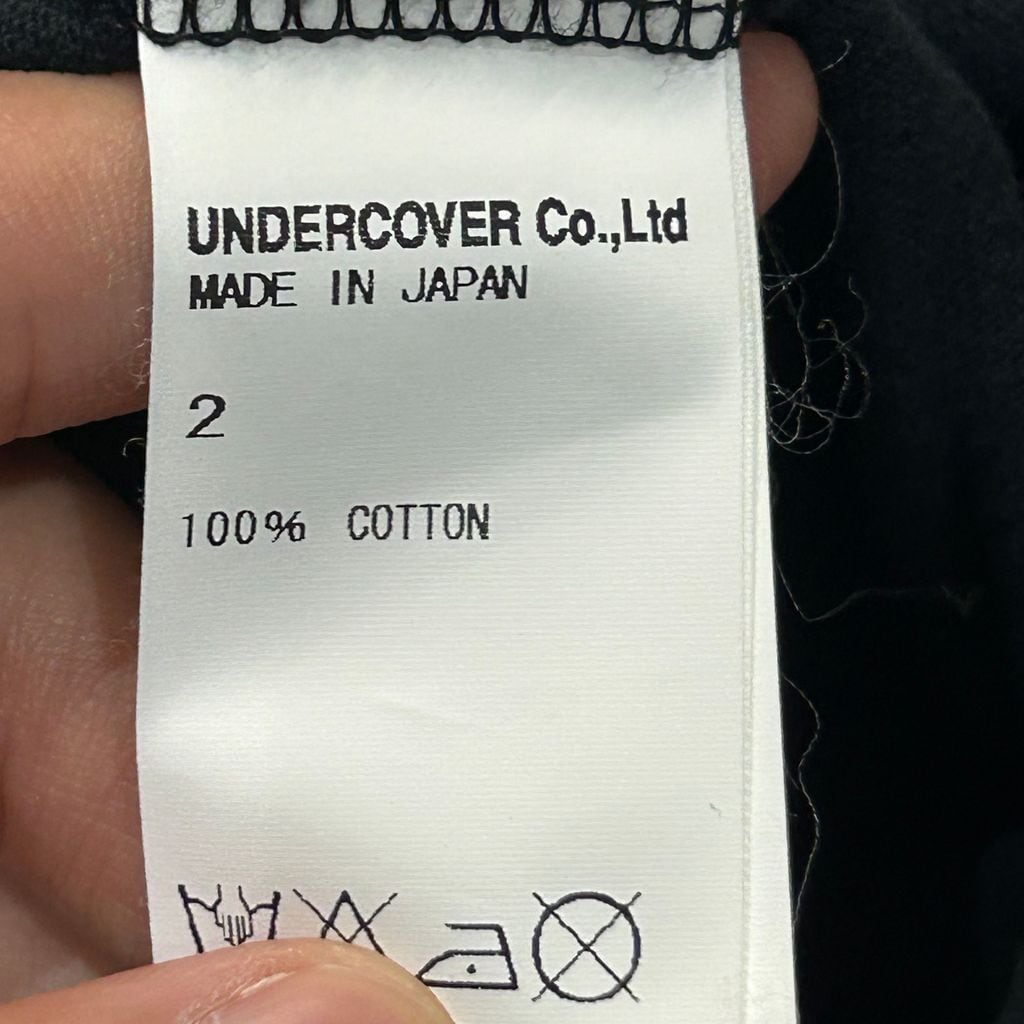 UNDERCOVER Co.,Ltd
MADE IN JAPAN
2
100% COTTON